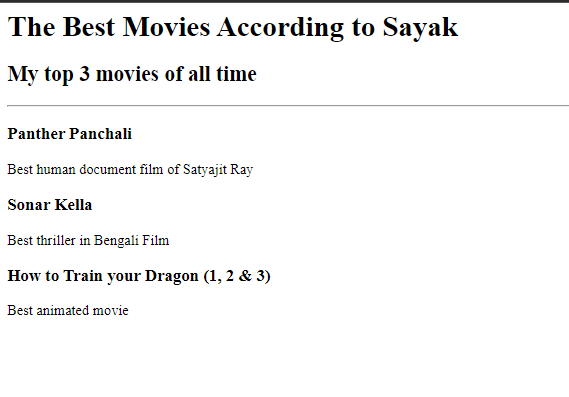 The Best Movies According to Sayak
My top 3 movies of all time
Panther Panchali
Best human document film of Satyajit Ray
Sonar Kella
Best thriller in Bengali Film
How to Train your Dragon (1, 2 & 3)
Best animated movie